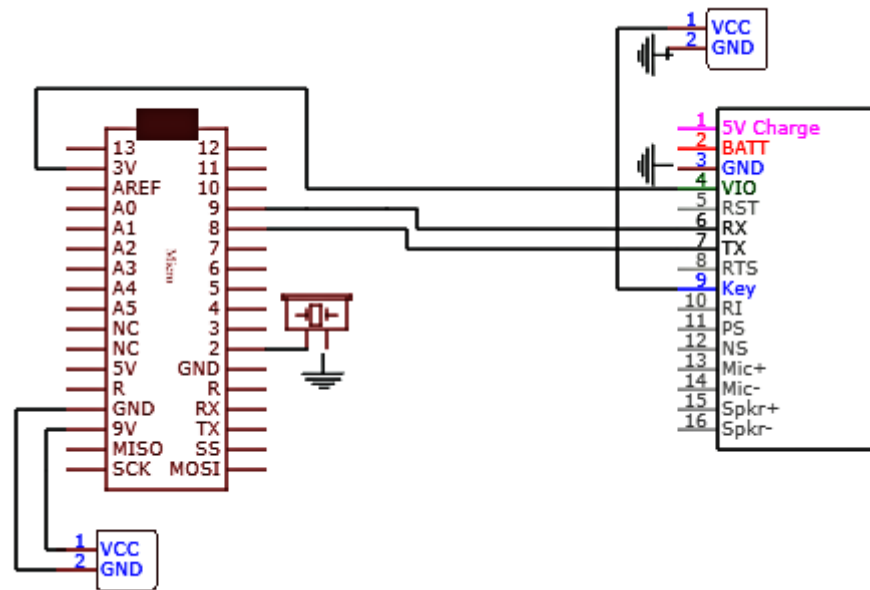 1 VCC
2 GND
1 5V Charge
2 BATT
3 GND
4 VIO
5 RST
6 RX
7 TX
8 RTS
9 Key
10 RI
11 PS
12 NS
13 Mic+
14 Mic-
15 Spkr+
16 Spkr-
13 12
3V 11
AREF 10
A0 9
A1 8
A2 7
A3 6
A4 5
A5 4
NC 3
NC 2
5V GND
R R
GND RX
9V TX
MISO SS
SCK MOSI
Micro
1 VCC
2 GND